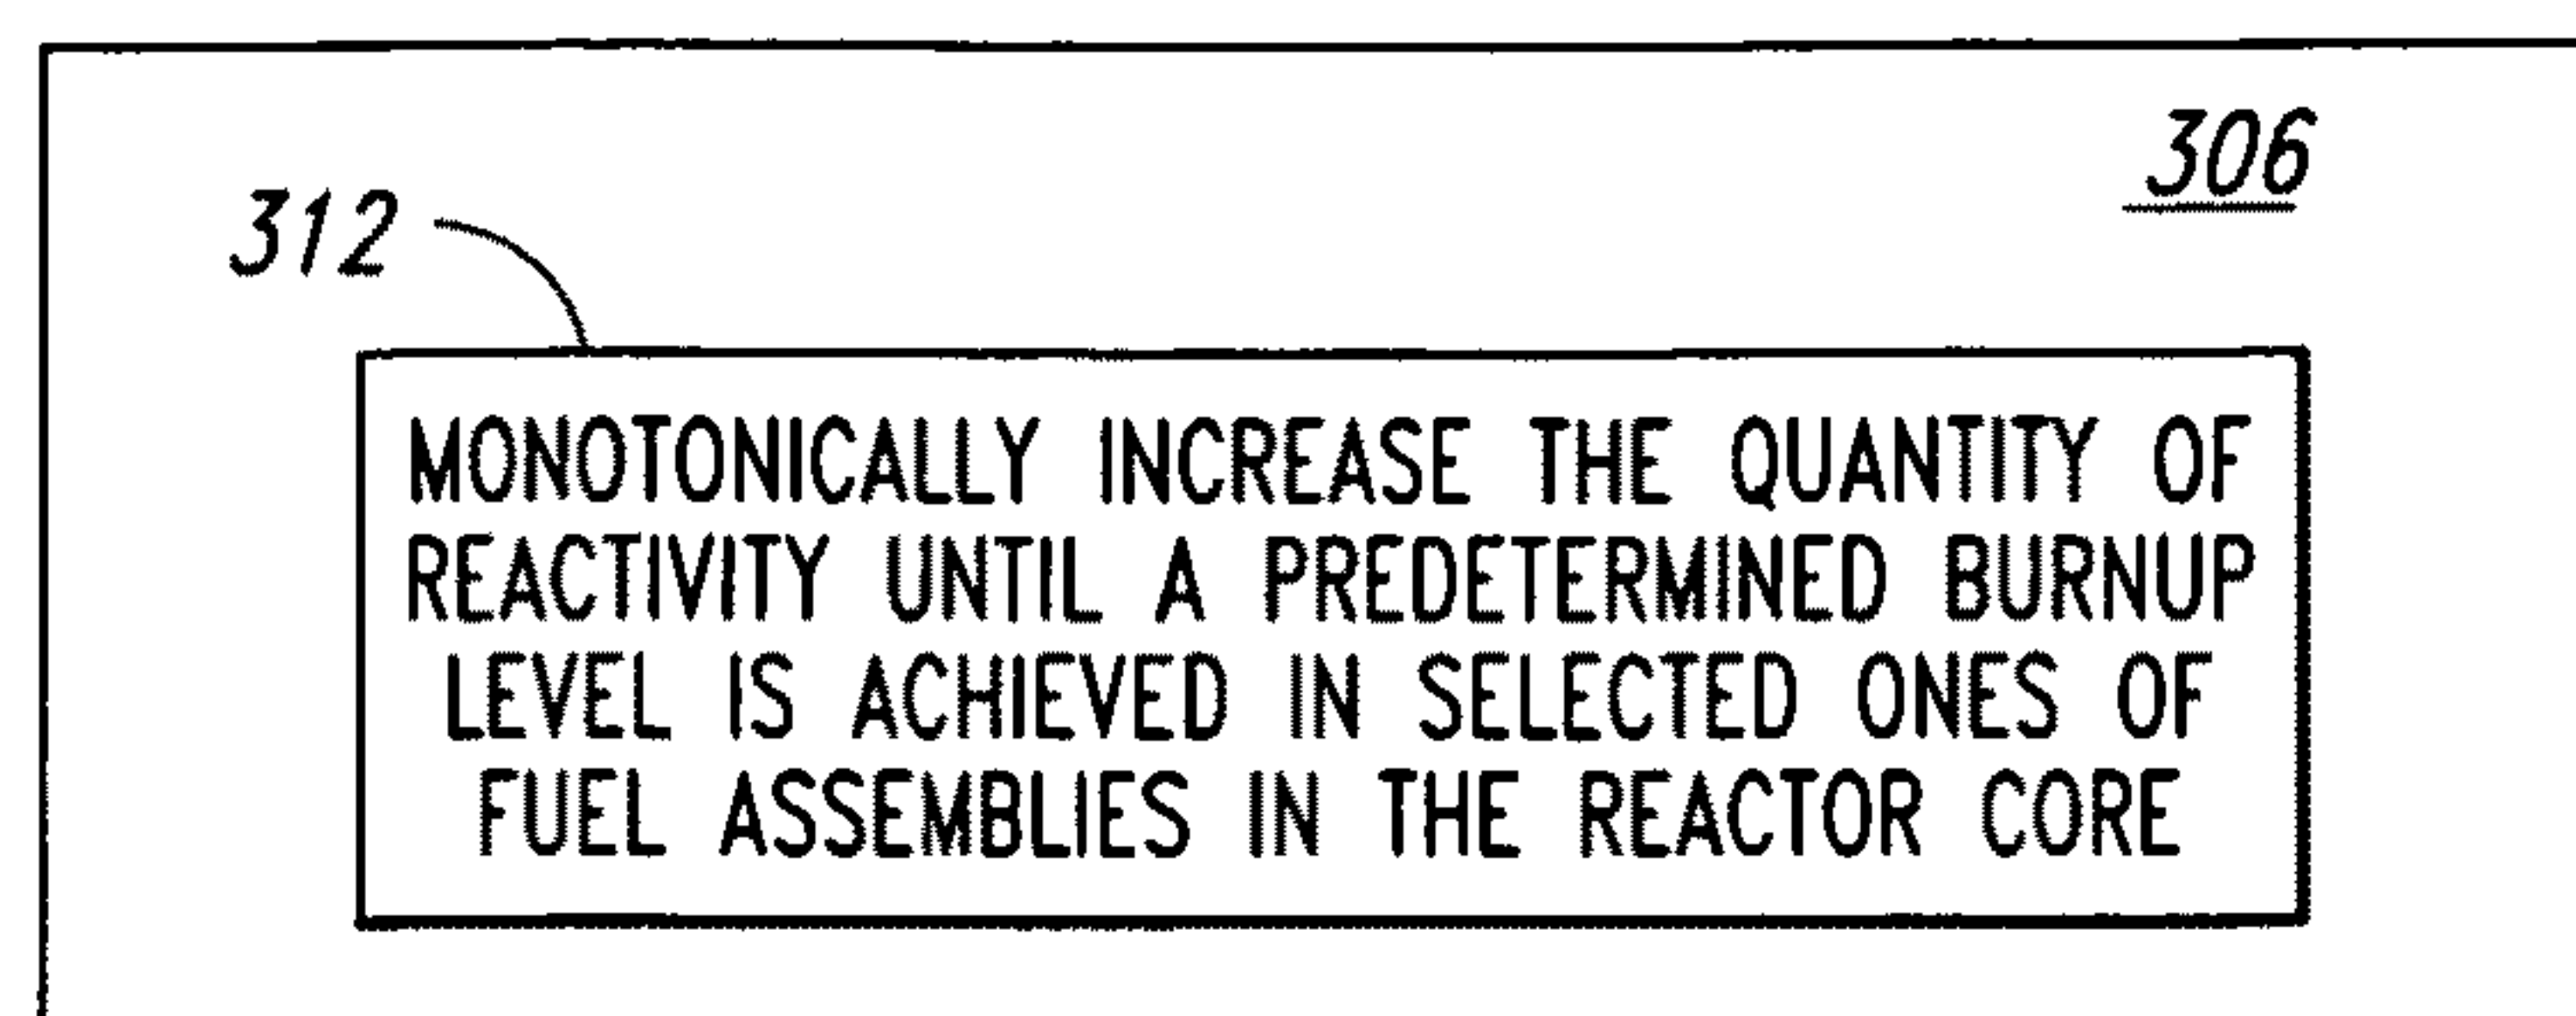 306
312
MONOTONICALLY INCREASE THE QUANTITY OF
REACTIVITY UNTIL A PREDETERMINED BURNUP
LEVEL IS ACHIEVED IN SELECTED ONES OF
FUEL ASSEMBLIES IN THE REACTOR CORE